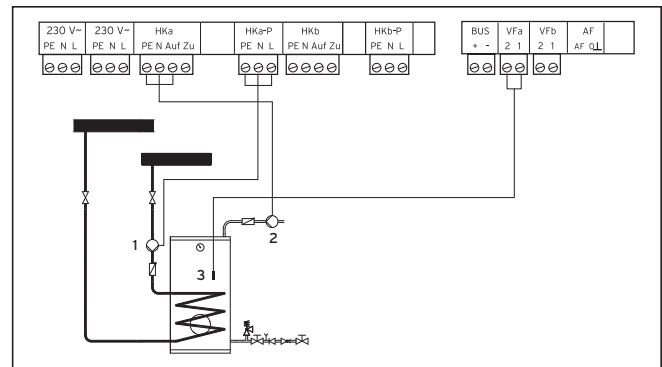 230 V~ 230 V~ HKa HKa-P HKb HKb-P BUS VFa VFb AF
PE N L PE N L PE N Auf Zu PE N L PE N Auf Zu PE N L + - 2 1 2 1 AF 0
1
2
3